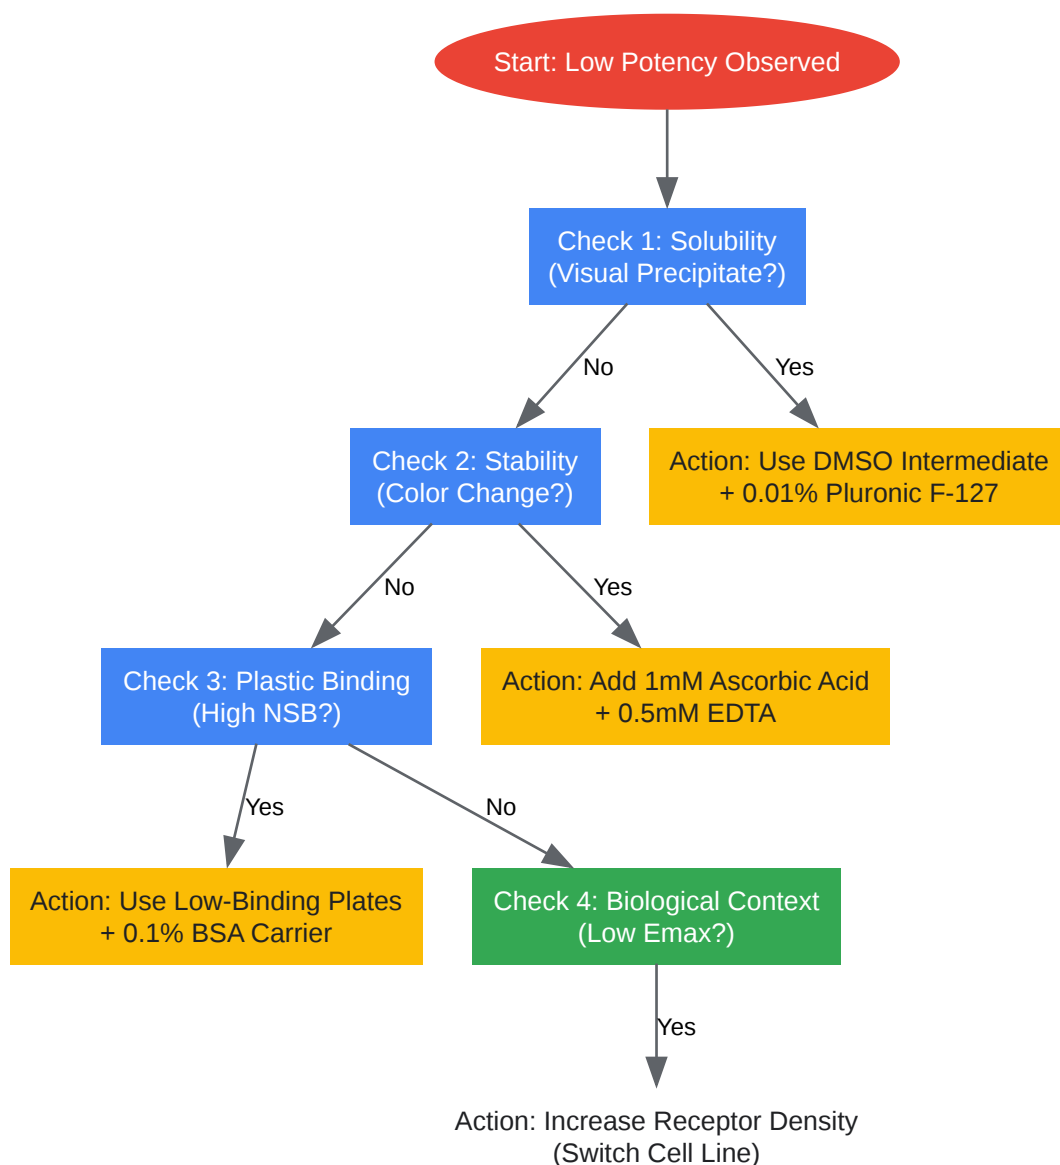 Start: Low Potency Observed
Check 1: Solubility
(Visual Precipitate?)
No
Yes
Check 2: Stability
(Color Change?)
Action: Use DMSO Intermediate
+ 0.01% Pluronic F-127
No
Yes
Check 3: Plastic Binding
(High NSB?)
Action: Add 1mM Ascorbic Acid
+ 0.5mM EDTA
Yes
No
Action: Use Low-Binding Plates
+ 0.1% BSA Carrier
Check 4: Biological Context
(Low Emax?)
Yes
Action: Increase Receptor Density
(Switch Cell Line)